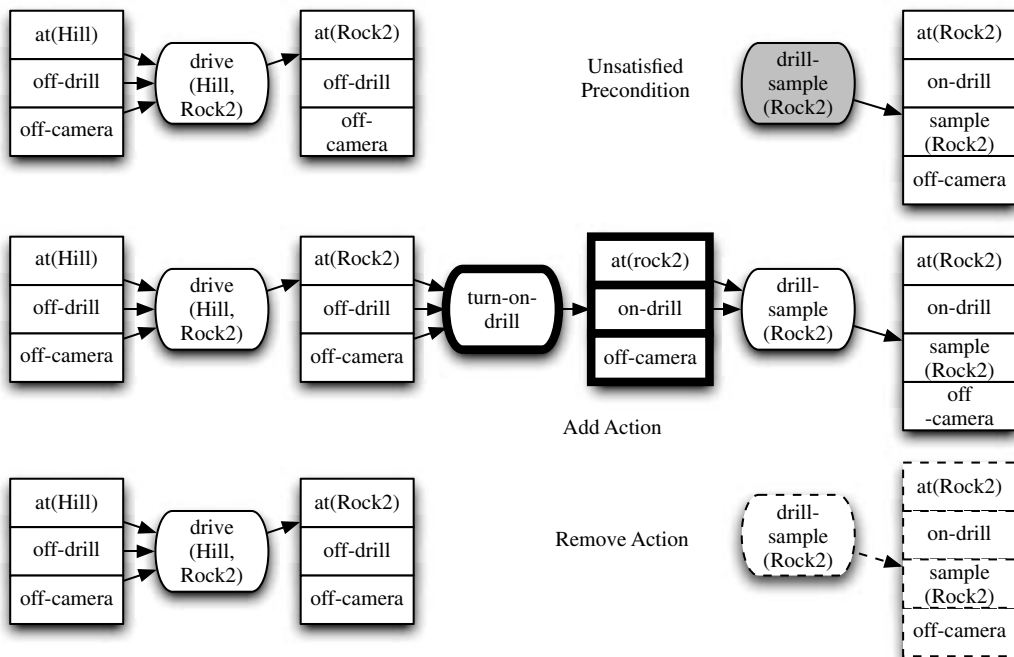 at(Hill)
off-drill
off-camera
drive
(Hill,
Rock2)
at(Rock2)
off-drill
off-
camera
Unsatisfied
Precondition
drill-
sample
(Rock2)
at(Rock2)
on-drill
sample
(Rock2)
off-camera
at(Hill)
off-drill
off-camera
drive
(Hill,
Rock2)
at(Rock2)
off-drill
off-camera
turn-on-
drill
at(rock2)
on-drill
off-camera
drill-
sample
(Rock2)
at(Rock2)
on-drill
sample
(Rock2)
off
-camera
Add Action
at(Hill)
off-drill
off-camera
drive
(Hill,
Rock2)
at(Rock2)
off-drill
off-camera
Remove Action
drill-
sample
(Rock2)
at(Rock2)
on-drill
sample
(Rock2)
off-camera